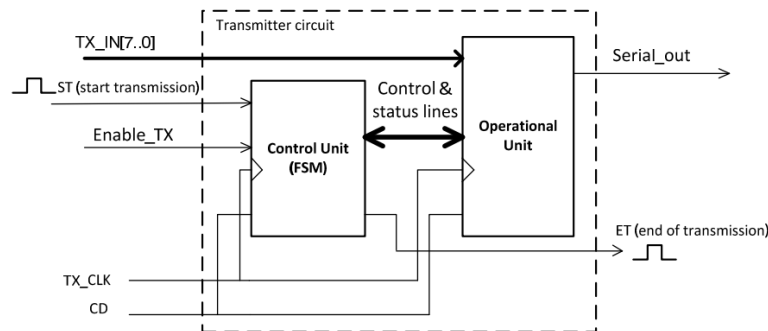 Transmitter circuit
TX_IN[7..0]
Serial_out
ST (start transmission)
Control &
status lines
Enable_TX
Control Unit
(FSM)
Operational
Unit
ET (end of transmission)
TX_CLK
CD